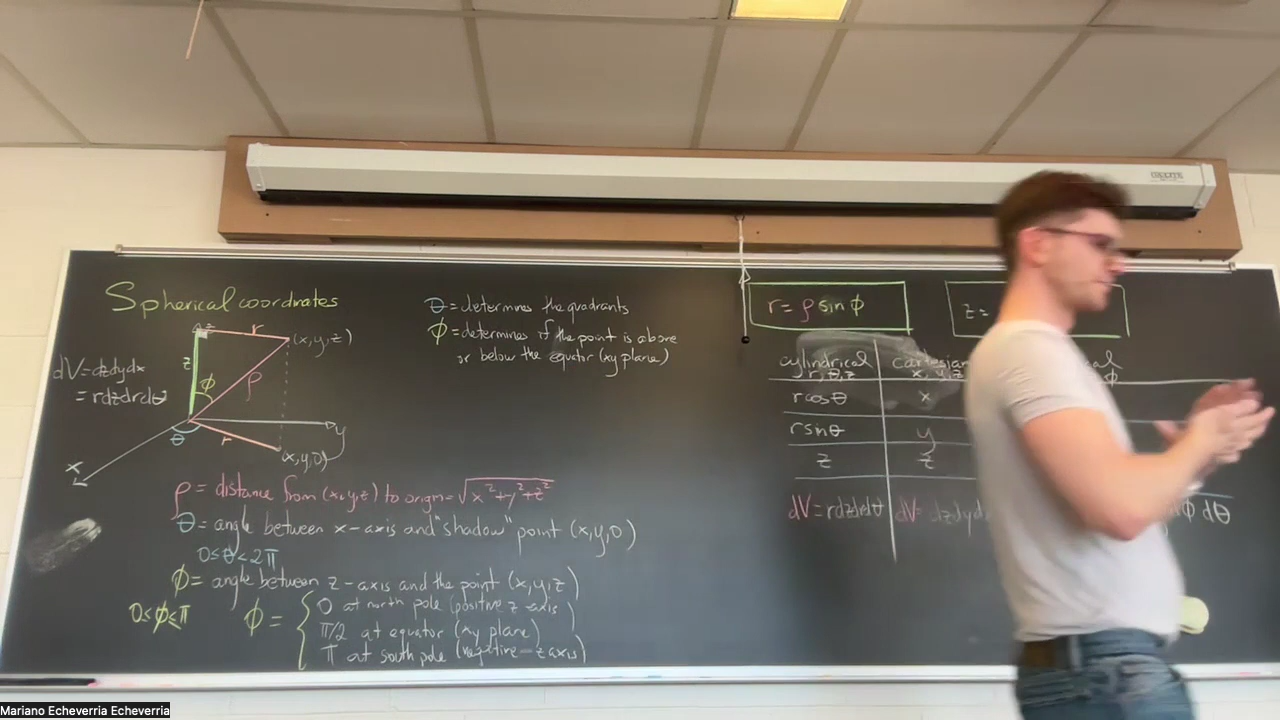 Spherical coordinates
z
r
(x,y,z)
z
φ
ρ
dV = dzdydx
= rdzdrdθ
θ
r
y
x
(x,y,0)
ρ = distance from (x,y,z) to origin = √x²+y²+z²
θ = angle between x-axis and "shadow" point (x,y,0)
0≤θ<2π
φ = angle between z-axis and the point (x,y,z)
0≤φ≤π
φ = { 0 at north pole (positive z axis)
π/2 at equator (xy plane)
π at south pole (negative z axis)
θ = determines the quadrants
φ = determines if the point is above
or below the equator (xy plane)
r = ρ sin φ
z =
cylindrical cartesian
r, θ, z x, y, z φ
rcosθ x
rsinθ y
z z
dV = rdzdrdθ dV = dzdyd φ dθ
Mariano Echeverria Echeverria